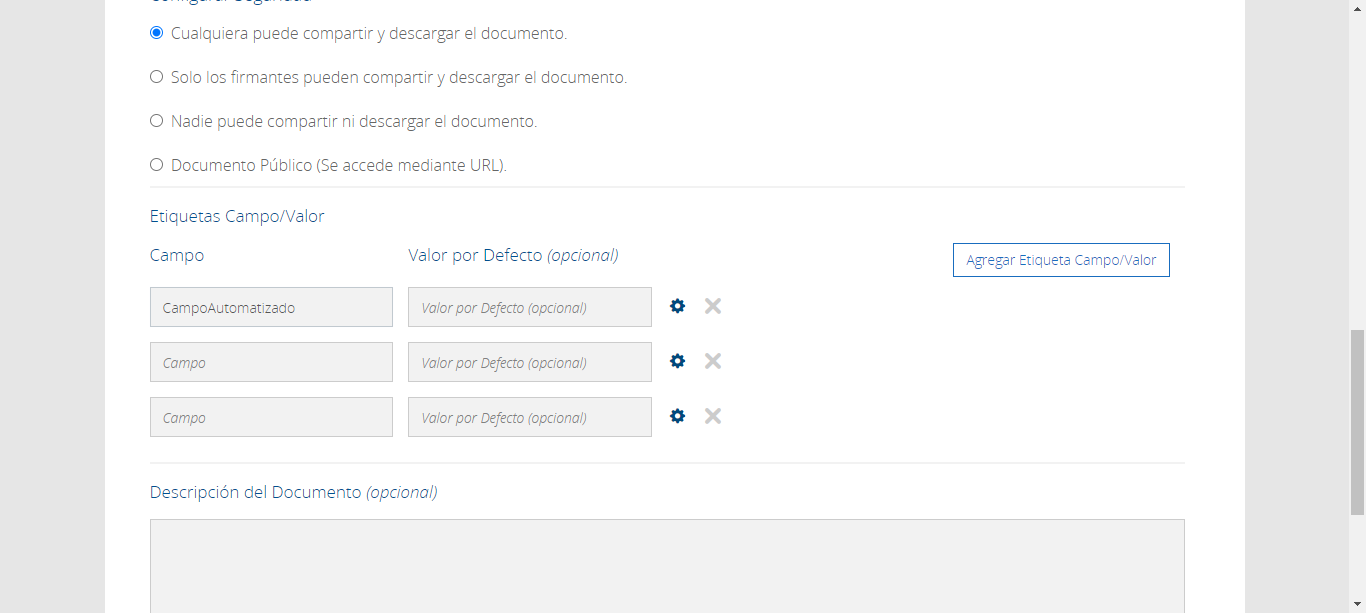 Configurar Seguridad
Cualquiera puede compartir y descargar el documento.
Solo los firmantes pueden compartir y descargar el documento.
Nadie puede compartir ni descargar el documento.
Documento Público (Se accede mediante URL).
Etiquetas Campo/Valor
Campo Valor por Defecto (opcional) Agregar Etiqueta Campo/Valor
CampoAutomatizado Valor por Defecto (opcional)
Campo Valor por Defecto (opcional)
Campo Valor por Defecto (opcional)
Descripción del Documento (opcional)